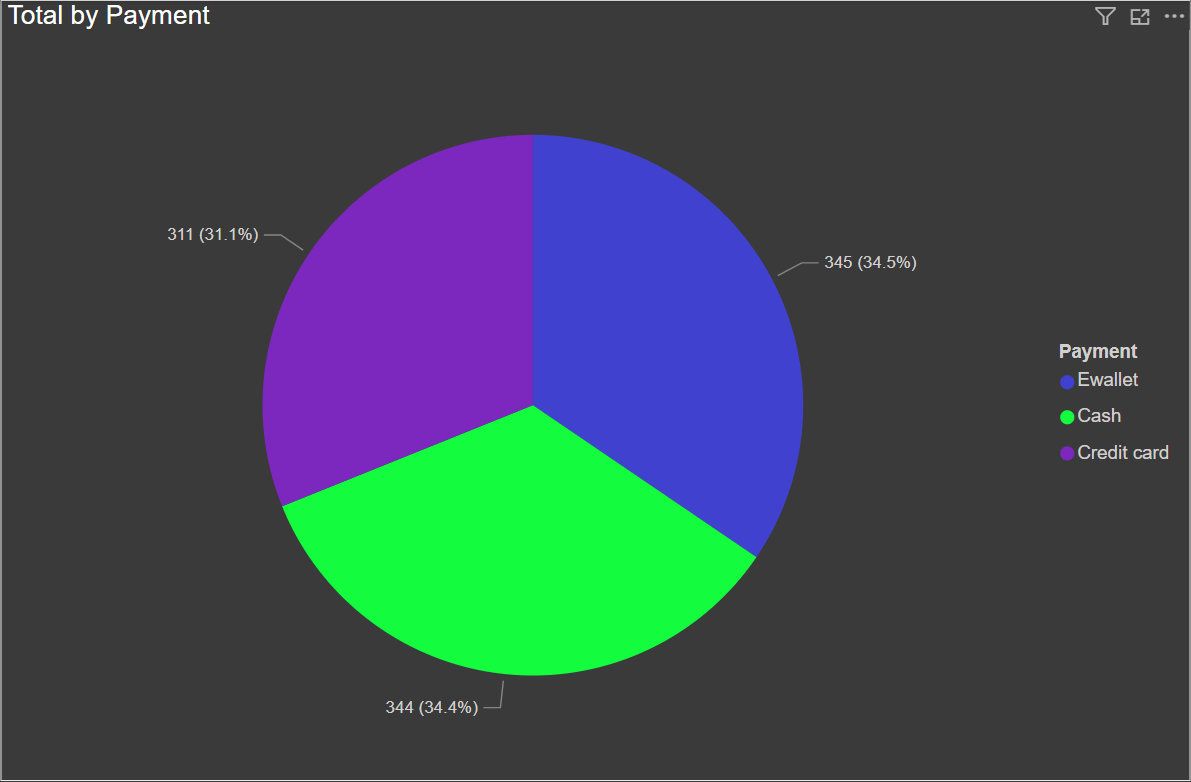 Total by Payment
311 (31.1%)
345 (34.5%)
Payment
Ewallet
Cash
Credit card
344 (34.4%)